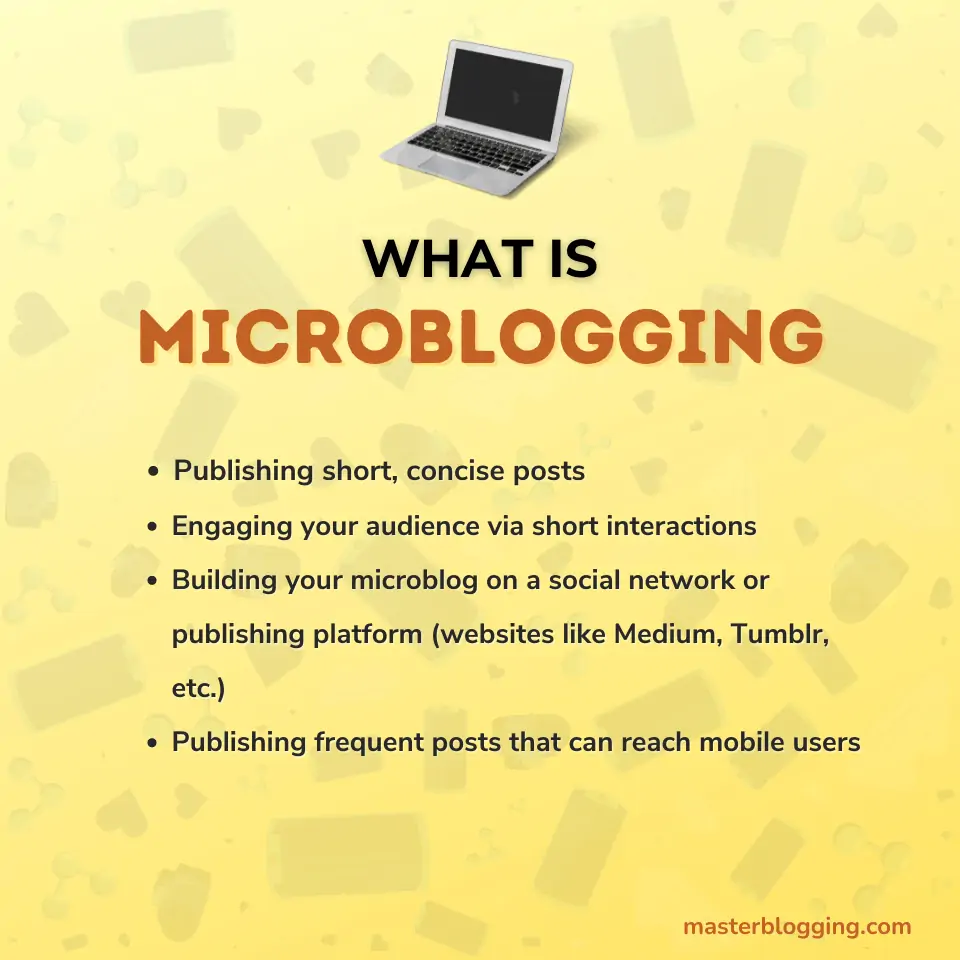 WHAT IS
MICROBLOGGING
• Publishing short, concise posts
• Engaging your audience via short interactions
• Building your microblog on a social network or
publishing platform (websites like Medium, Tumblr,
etc.)
• Publishing frequent posts that can reach mobile users
masterblogging.com